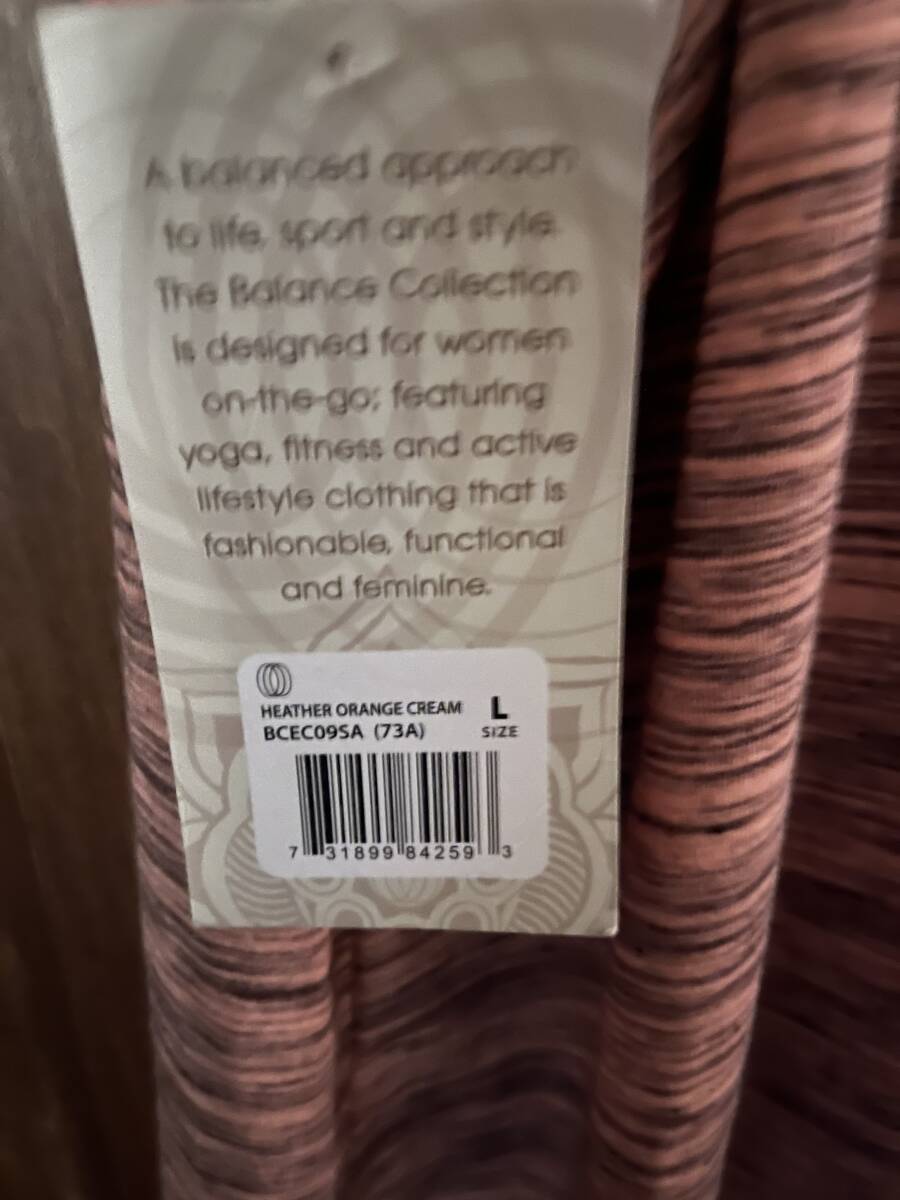 A balanced approach
to life, sport and style.
The Balance Collection
is designed for women
on-the-go; featuring
yoga, fitness and active
lifestyle clothing that is
fashionable, functional
and feminine.
HEATHER ORANGE CREAM L
BCEC09SA (73A) SIZE
7 31899 84259 3